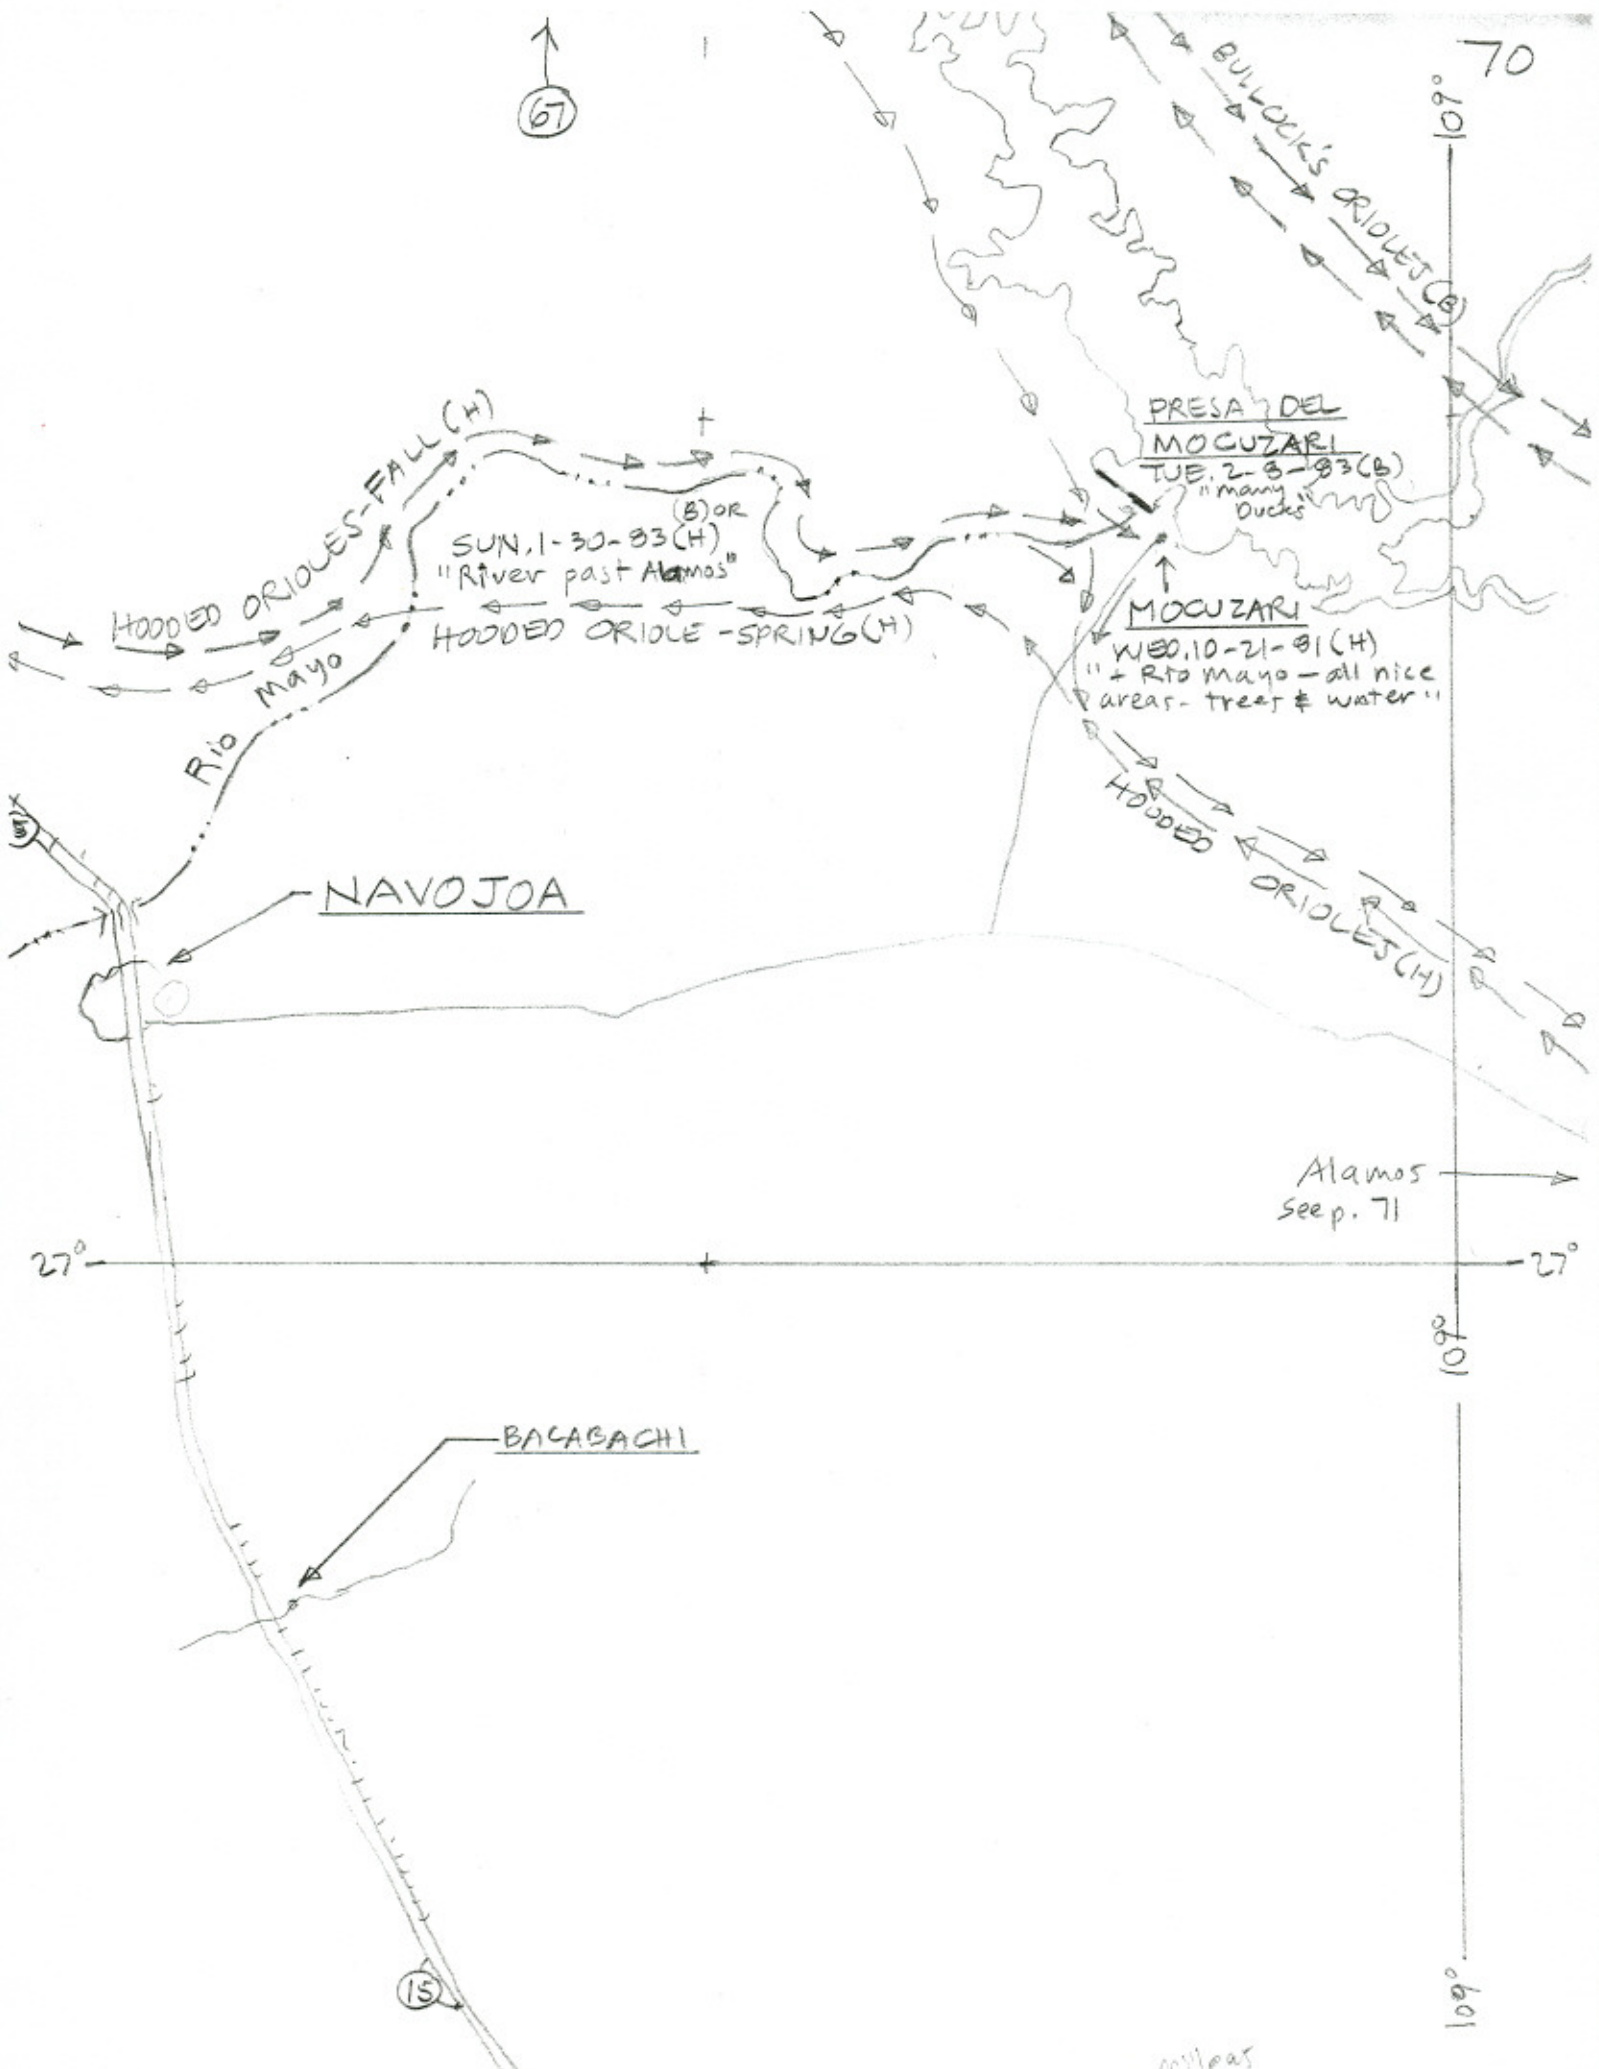 70
67
109°
BULLOCK'S ORIOLES (B)
PRESA DEL
MOCUZARI
TUE. 2-8-83 (B)
"many
Ducks"
HOODED ORIOLES-FALL (H)
(B) OR
SUN. 1-30-83 (H)
"River past Alamos"
HOODED ORIOLE-SPRING (H)
MOCUZARI
WED. 10-21-81 (H)
"+ Rio Mayo - all nice
areas - trees & water"
Rio Mayo
HOODED ORIOLES (H)
NAVOJOA
Alamos
See p. 71
27°
27°
109°
BACABACHI
15
109°